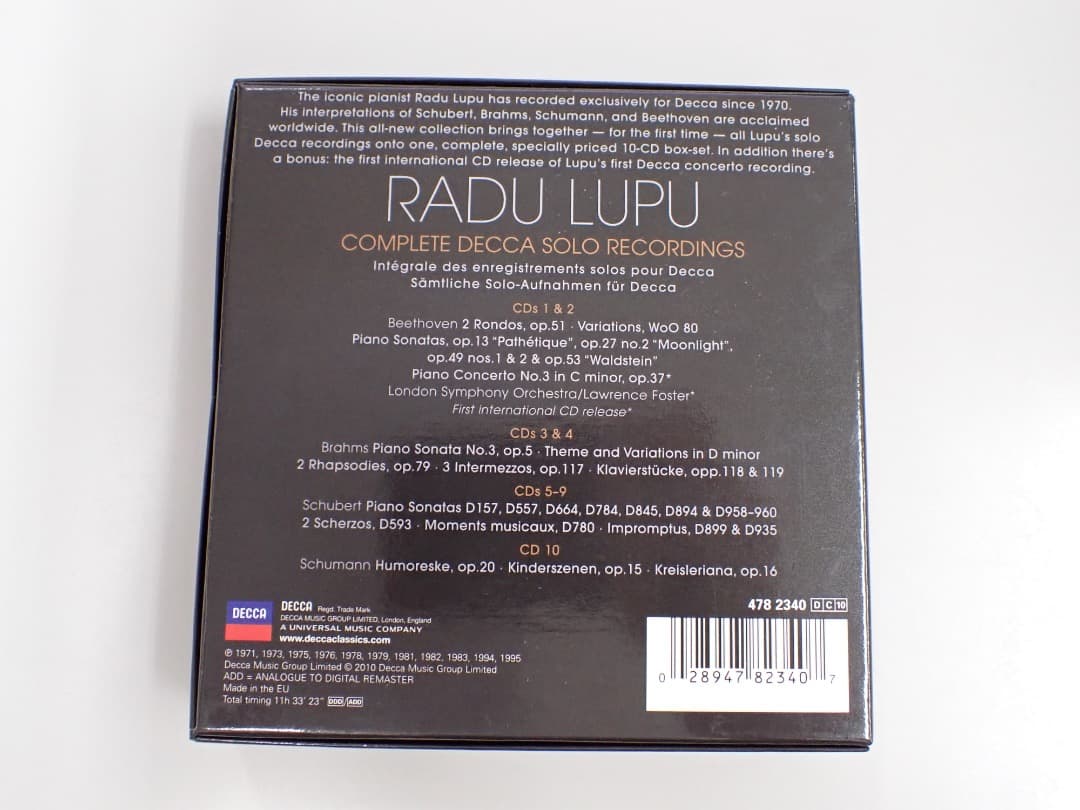 The iconic pianist Radu Lupu has recorded exclusively for Decca since 1970.
His interpretations of Schubert, Brahms, Schumann, and Beethoven are acclaimed
worldwide. This all-new collection brings together — for the first time — all Lupu's solo
Decca recordings onto one, complete, specially priced 10-CD box-set. In addition there's
a bonus: the first international CD release of Lupu's first Decca concerto recording.
RADU LUPU
COMPLETE DECCA SOLO RECORDINGS
Intégrale des enregistrements solos pour Decca
Sämtliche Solo-Aufnahmen für Decca
CDs 1 & 2
Beethoven 2 Rondos, op.51 · Variations, WoO 80
Piano Sonatas, op.13 "Pathétique", op.27 no.2 "Moonlight",
op.49 nos.1 & 2 & op.53 "Waldstein"
Piano Concerto No.3 in C minor, op.37*
London Symphony Orchestra/Lawrence Foster*
First international CD release*
CDs 3 & 4
Brahms Piano Sonata No.3, op.5 · Theme and Variations in D minor
2 Rhapsodies, op.79 · 3 Intermezzos, op.117 · Klavierstücke, opp.118 & 119
CDs 5–9
Schubert Piano Sonatas D157, D557, D664, D784, D845, D894 & D958–960
2 Scherzos, D593 · Moments musicaux, D780 · Impromptus, D899 & D935
CD 10
Schumann Humoreske, op.20 · Kinderszenen, op.15 · Kreisleriana, op.16
478 2340 D C 10
DECCA
DECCA Regd. Trade Mark
DECCA MUSIC GROUP LIMITED, London, England
A UNIVERSAL MUSIC COMPANY
www.deccaclassics.com
℗ 1971, 1973, 1975, 1976, 1978, 1979, 1981, 1982, 1983, 1994, 1995
Decca Music Group Limited © 2010 Decca Music Group Limited
ADD = ANALOGUE TO DIGITAL REMASTER
Made in the EU
Total timing 11h 33' 23" DDD/ADD
0 28947 82340 7